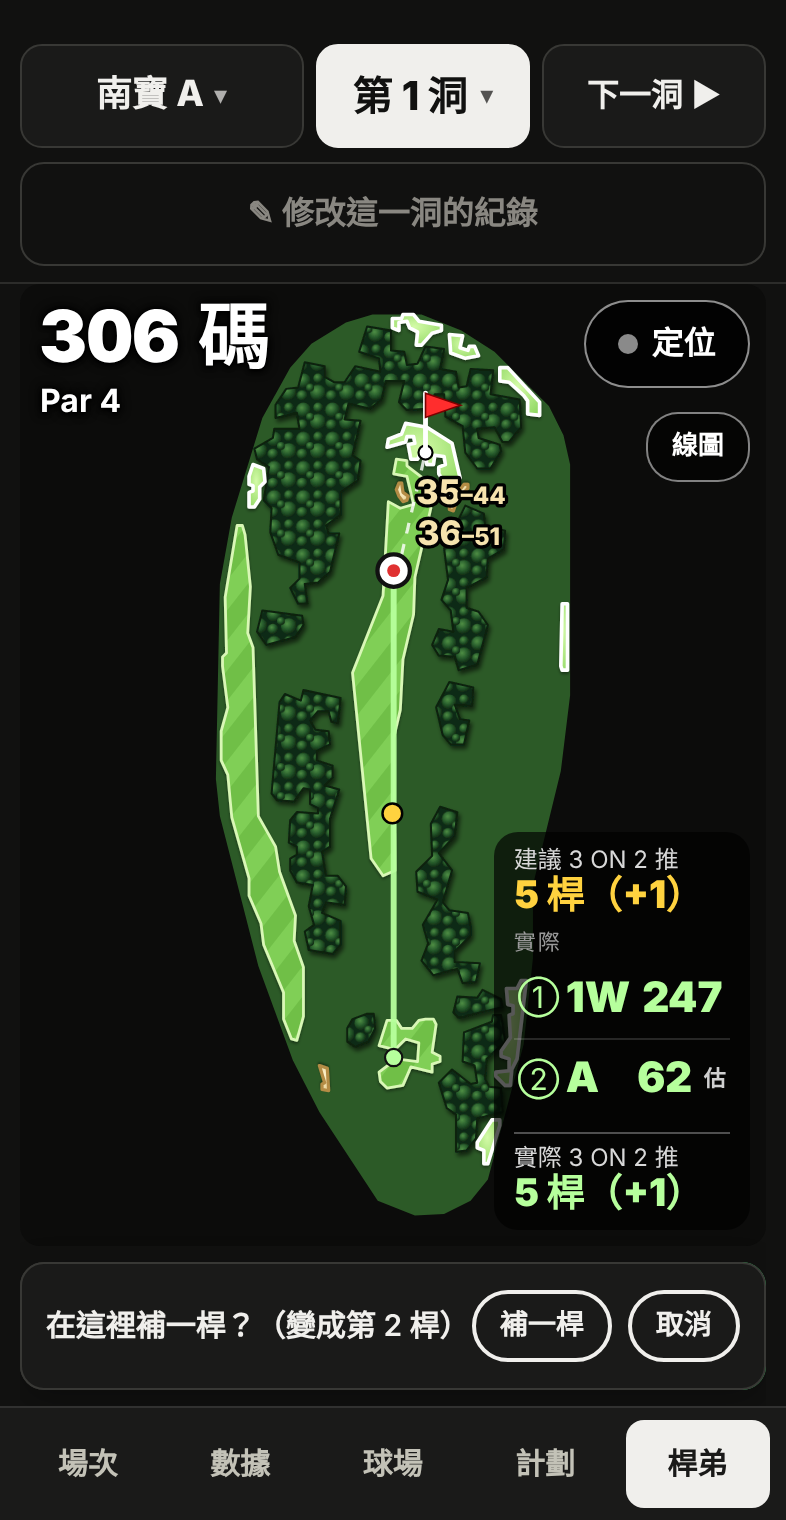 南寶 A ▾
第 1 洞 ▾
下一洞 ▶
✎ 修改這一洞的紀錄
306 碼
Par 4
定位
線圖
35–44
36–51
建議 3 ON 2 推
5 桿（+1）
實際
① 1W 247
② A 62 估
實際 3 ON 2 推
5 桿（+1）
在這裡補一桿？（變成第 2 桿）
補一桿
取消
場次
數據
球場
計劃
桿弟